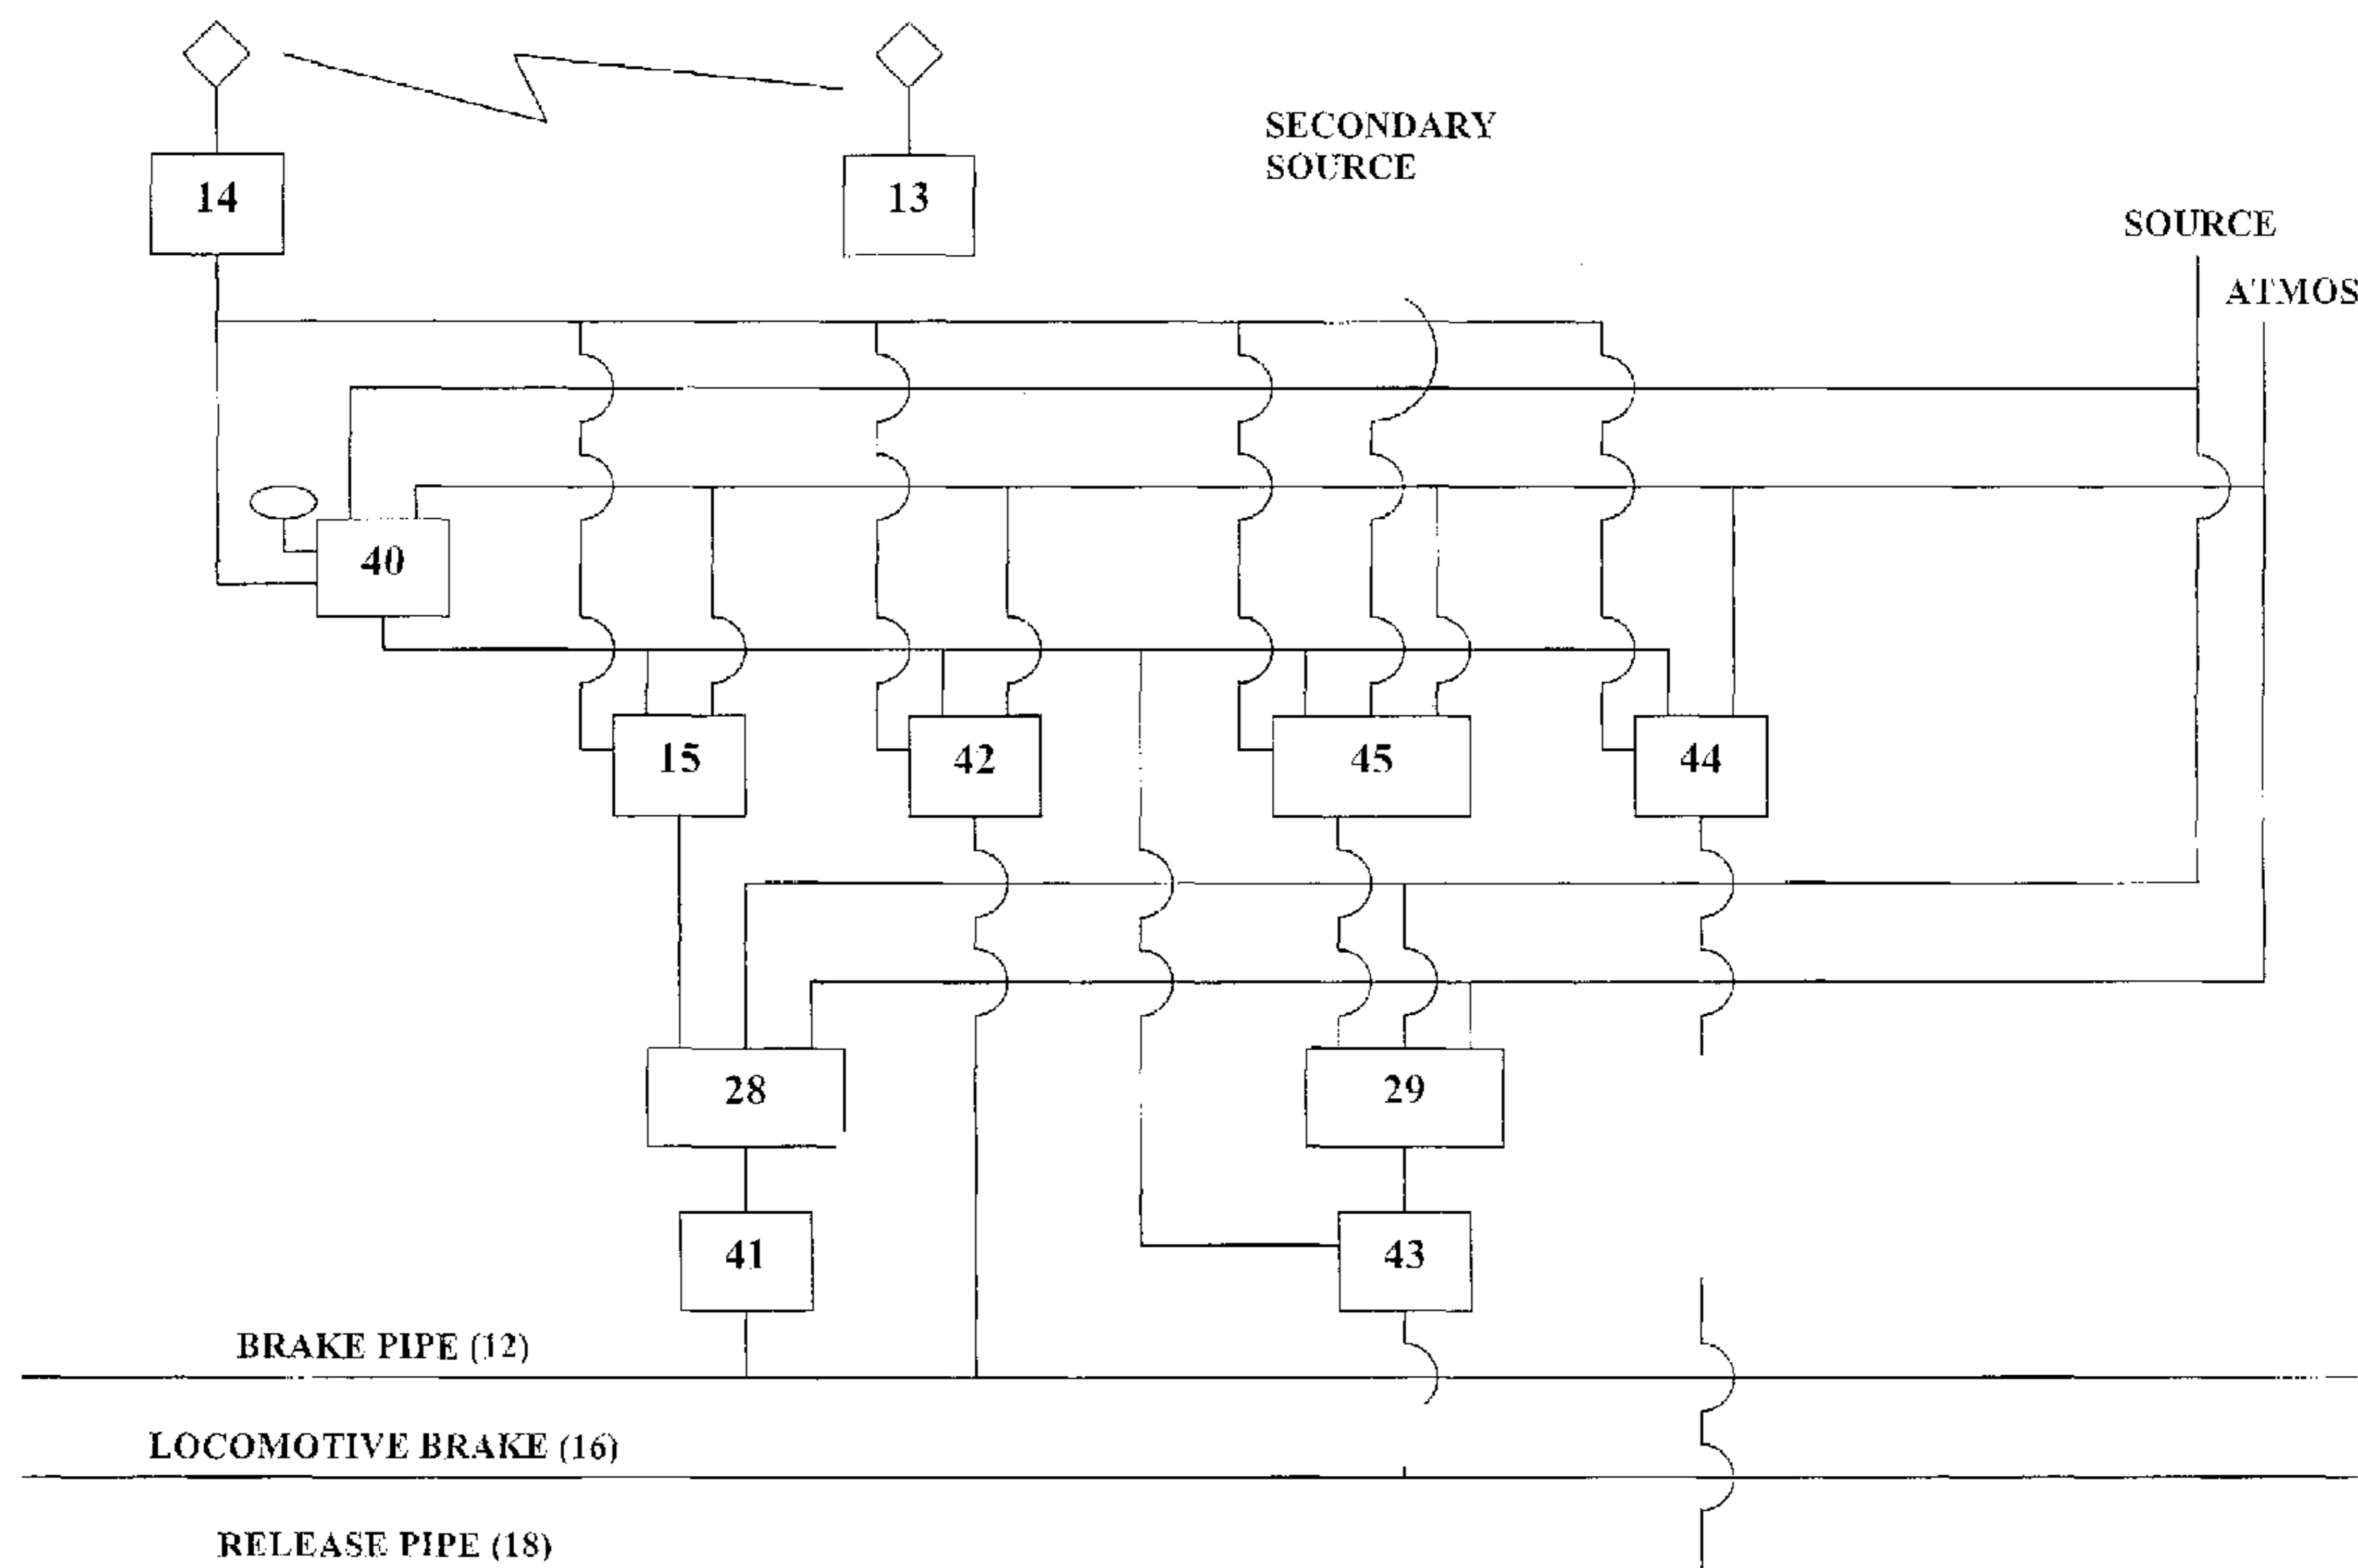 SECONDARY
SOURCE
14
13
SOURCE
ATMOS
40
15
42
45
44
28
29
41
43
BRAKE PIPE (12)
LOCOMOTIVE BRAKE (16)
RELEASE PIPE (18)